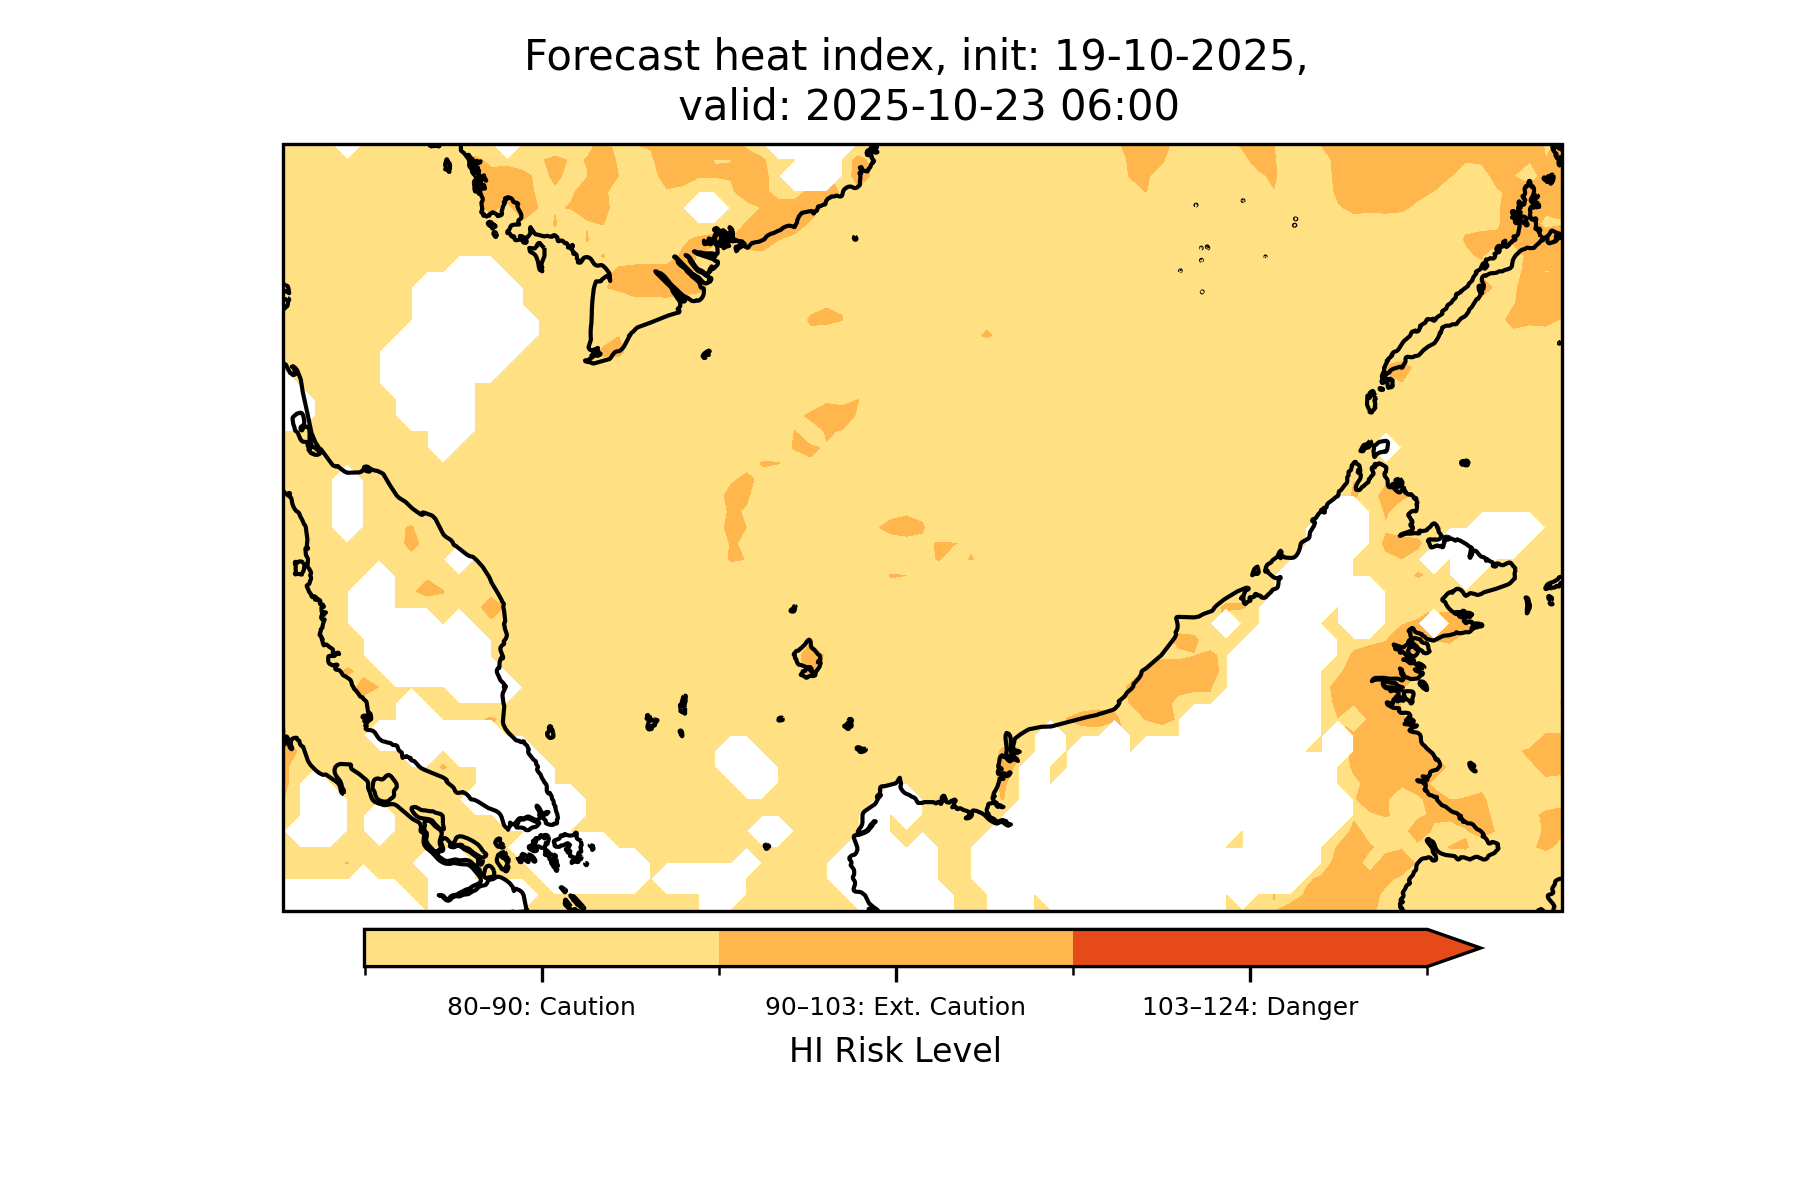 Forecast heat index, init: 19-10-2025,
valid: 2025-10-23 06:00
80–90: Caution
90–103: Ext. Caution
103–124: Danger
HI Risk Level